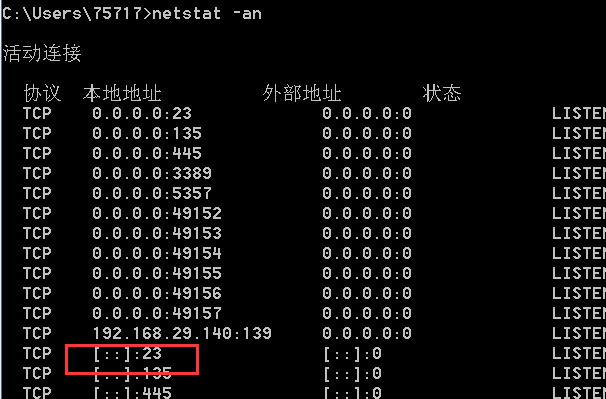 C:\Users\75717>netstat -an
活动连接
协议 本地地址 外部地址 状态
TCP 0.0.0.0:23 0.0.0.0:0 LISTEN
TCP 0.0.0.0:135 0.0.0.0:0 LISTEN
TCP 0.0.0.0:445 0.0.0.0:0 LISTEN
TCP 0.0.0.0:3389 0.0.0.0:0 LISTEN
TCP 0.0.0.0:5357 0.0.0.0:0 LISTEN
TCP 0.0.0.0:49152 0.0.0.0:0 LISTEN
TCP 0.0.0.0:49153 0.0.0.0:0 LISTEN
TCP 0.0.0.0:49154 0.0.0.0:0 LISTEN
TCP 0.0.0.0:49155 0.0.0.0:0 LISTEN
TCP 0.0.0.0:49156 0.0.0.0:0 LISTEN
TCP 0.0.0.0:49157 0.0.0.0:0 LISTEN
TCP 192.168.29.140:139 0.0.0.0:0 LISTEN
TCP [::]:23 [::]:0 LISTEN
TCP [::]:135 [::]:0 LISTEN
TCP [::]:445 [::]:0 LISTEN